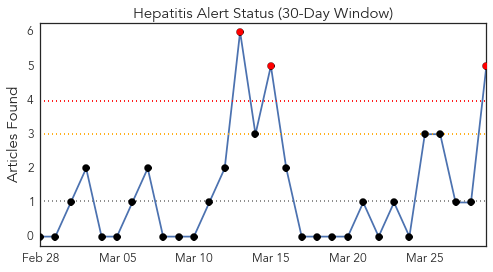 Hepatitis Alert Status (30-Day Window)
Articles Found
6
5
4
3
2
1
0
Feb 28
Mar 05
Mar 10
Mar 15
Mar 20
Mar 25